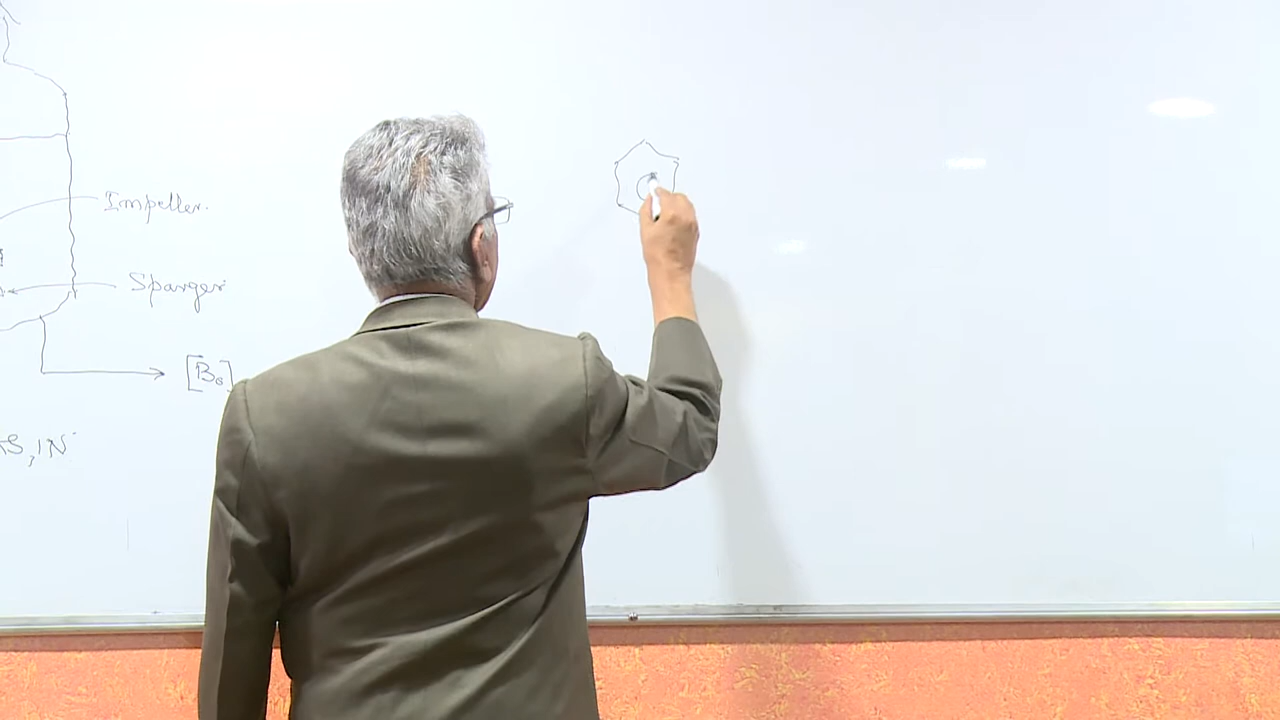 Impeller.
Sparger
[B₀]
S, IN